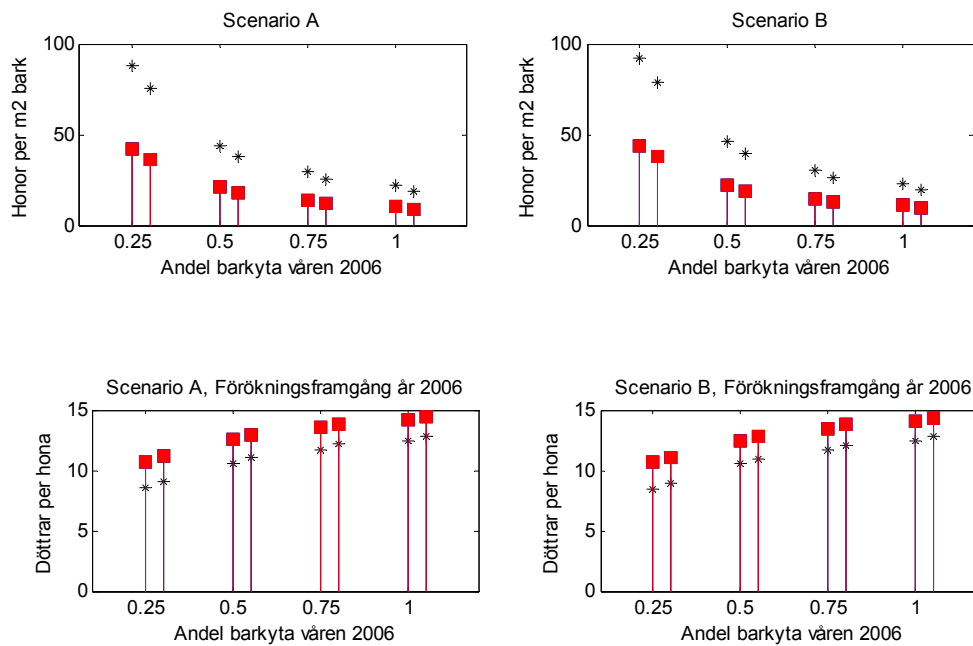 Scenario A
Honor per m2 bark
100
50
0
0.25 0.5 0.75 1
Andel barkyta våren 2006
Scenario B
Honor per m2 bark
100
50
0
0.25 0.5 0.75 1
Andel barkyta våren 2006
Scenario A, Förökningsframgång år 2006
Döttrar per hona
15
10
5
0
0.25 0.5 0.75 1
Andel barkyta våren 2006
Scenario B, Förökningsframgång år 2006
Döttrar per hona
15
10
5
0
0.25 0.5 0.75 1
Andel barkyta våren 2006